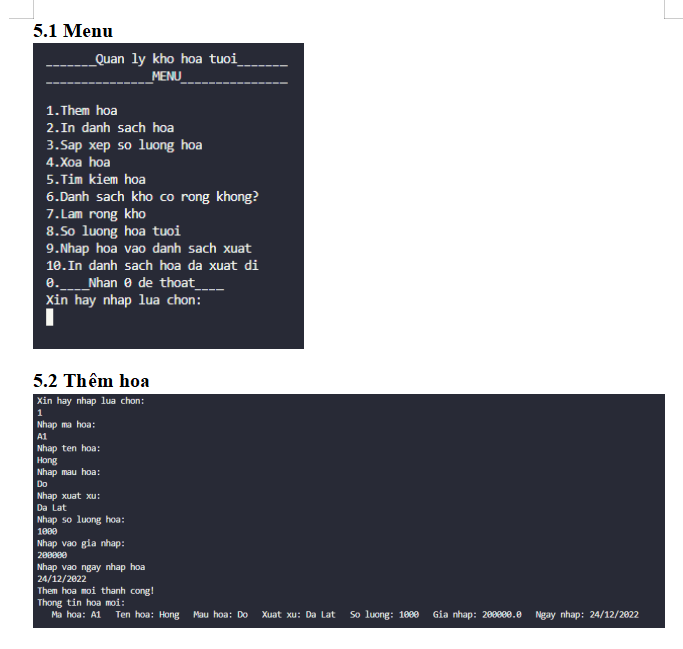 5.1 Menu
_______Quan ly kho hoa tuoi_______
_______________MENU_______________
1.Them hoa
2.In danh sach hoa
3.Sap xep so luong hoa
4.Xoa hoa
5.Tim kiem hoa
6.Danh sach kho co rong khong?
7.Lam rong kho
8.So luong hoa tuoi
9.Nhap hoa vao danh sach xuat
10.In danh sach hoa da xuat di
0.____Nhan 0 de thoat____
Xin hay nhap lua chon:
5.2 Thêm hoa
Xin hay nhap lua chon:
1
Nhap ma hoa:
A1
Nhap ten hoa:
Hong
Nhap mau hoa:
Do
Nhap xuat xu:
Da Lat
Nhap so luong hoa:
1000
Nhap vao gia nhap:
200000
Nhap vao ngay nhap hoa
24/12/2022
Them hoa moi thanh cong!
Thong tin hoa moi:
Ma hoa: A1 Ten hoa: Hong Mau hoa: Do Xuat xu: Da Lat So luong: 1000 Gia nhap: 200000.0 Ngay nhap: 24/12/2022